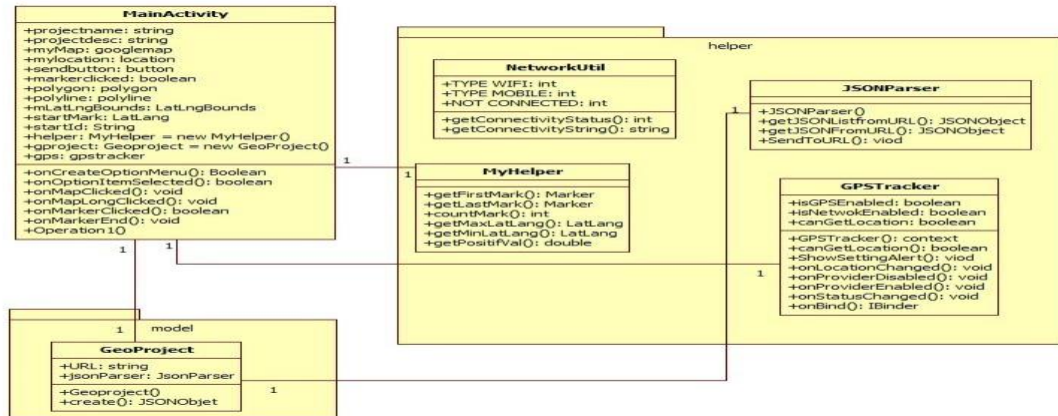 MainActivity
+projectname: string
+projectdesc: string
+myMap: googlemap
+mylocation: location
+sendbutton: button
+markerclicked: boolean
+polygon: polygon
+polyline: polyline
+mLatLngBounds: LatLngBounds
+startMark: LatLang
+startId: String
+helper: MyHelper = new MyHelper()
+gproject: Geoproject = new GeoProject()
+gps: gpstracker
+onCreateOptionMenu(): Boolean
+onOptionItemSelected(): boolean
+onMapClicked(): void
+onMapLongClicked(): void
+onMarkerClicked(): boolean
+onMarkerEnd(): void
+Operation1()
1
1
1
1
helper
NetworkUtil
+TYPE WIFI: int
+TYPE MOBILE: int
+NOT CONNECTED: int
+getConnectivityStatus(): int
+getConnectivityString(): string
MyHelper
+getFirstMark(): Marker
+getLastMark(): Marker
+countMark(): int
+getMaxLatLang(): LatLang
+getMinLatLang(): LatLang
+getPositifVal(): double
JSONParser
+JSONParser()
+getJSONListfromURL(): JSONObject
+getJSONFromURL(): JSONObject
+SendToURL(): viod
1
GPSTracker
+isGPSEnabled: boolean
+isNetwokEnabled: boolean
+canGetLocation: boolean
+GPSTracker(): context
+canGetLocation(): boolean
+ShowSettingAlert(): viod
+onLocationChanged(): void
+onProviderDisabled(): void
+onProviderEnabled(): void
+onStatusChanged(): void
+onBind(): IBinder
1
1
model
GeoProject
+URL: string
+jsonParser: JsonParser
+Geoproject()
+create(): JSONObjet
1